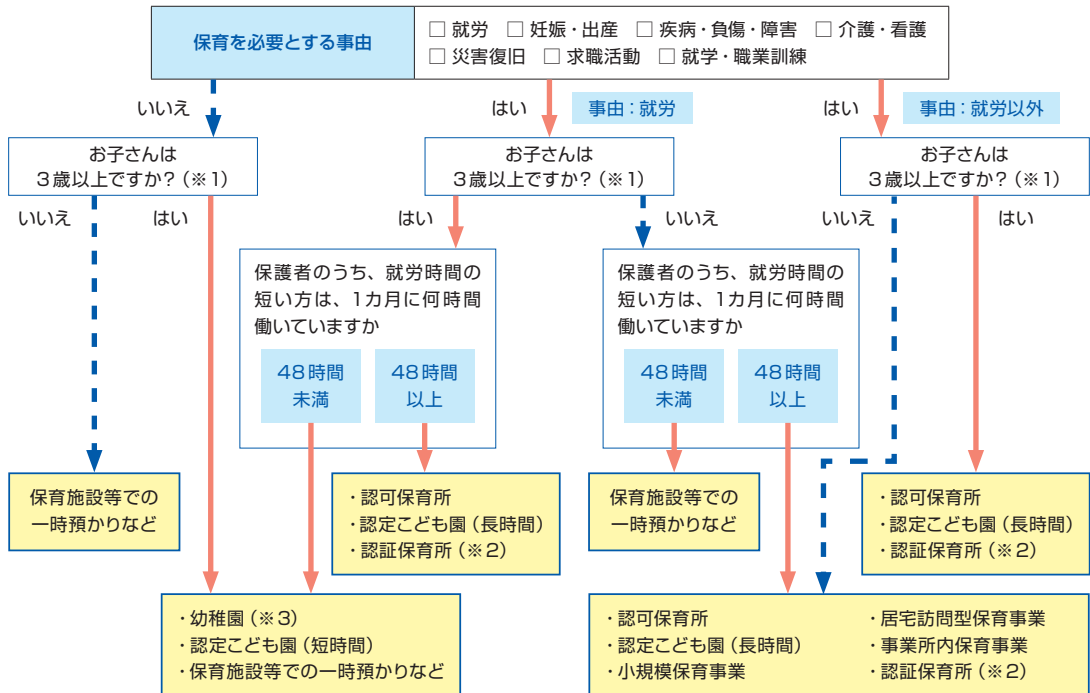 保育を必要とする事由
□ 就労 □ 妊娠・出産 □ 疾病・負傷・障害 □ 介護・看護
□ 災害復旧 □ 求職活動 □ 就学・職業訓練
いいえ
はい
事由：就労
はい
事由：就労以外
お子さんは
３歳以上ですか？（※１）
お子さんは
３歳以上ですか？（※１）
お子さんは
３歳以上ですか？（※１）
いいえ
はい
はい
いいえ
いいえ
はい
保護者のうち、就労時間の
短い方は、１カ月に何時間
働いていますか
48時間
未満
48時間
以上
保護者のうち、就労時間の
短い方は、１カ月に何時間
働いていますか
48時間
未満
48時間
以上
保育施設等での
一時預かりなど
・認可保育所
・認定こども園（長時間）
・認証保育所（※２）
保育施設等での
一時預かりなど
・認可保育所
・認定こども園（長時間）
・認証保育所（※２）
・幼稚園（※３）
・認定こども園（短時間）
・保育施設等での一時預かりなど
・認可保育所
・認定こども園（長時間）
・小規模保育事業
・居宅訪問型保育事業
・事業所内保育事業
・認証保育所（※２）